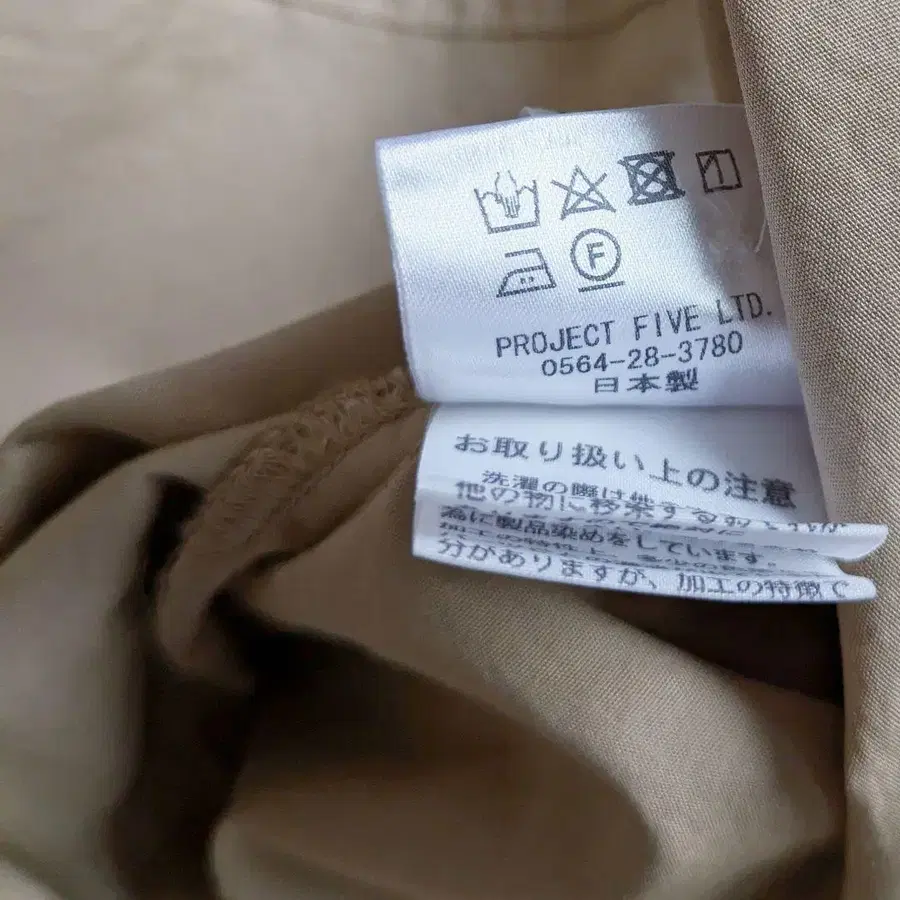 F
PROJECT FIVE LTD.
0564-28-3780
日本製
お取り扱い上の注意
洗濯の際は
他の物に移染する
為に製品染めをしています。
分がありますが、加工の特徴で